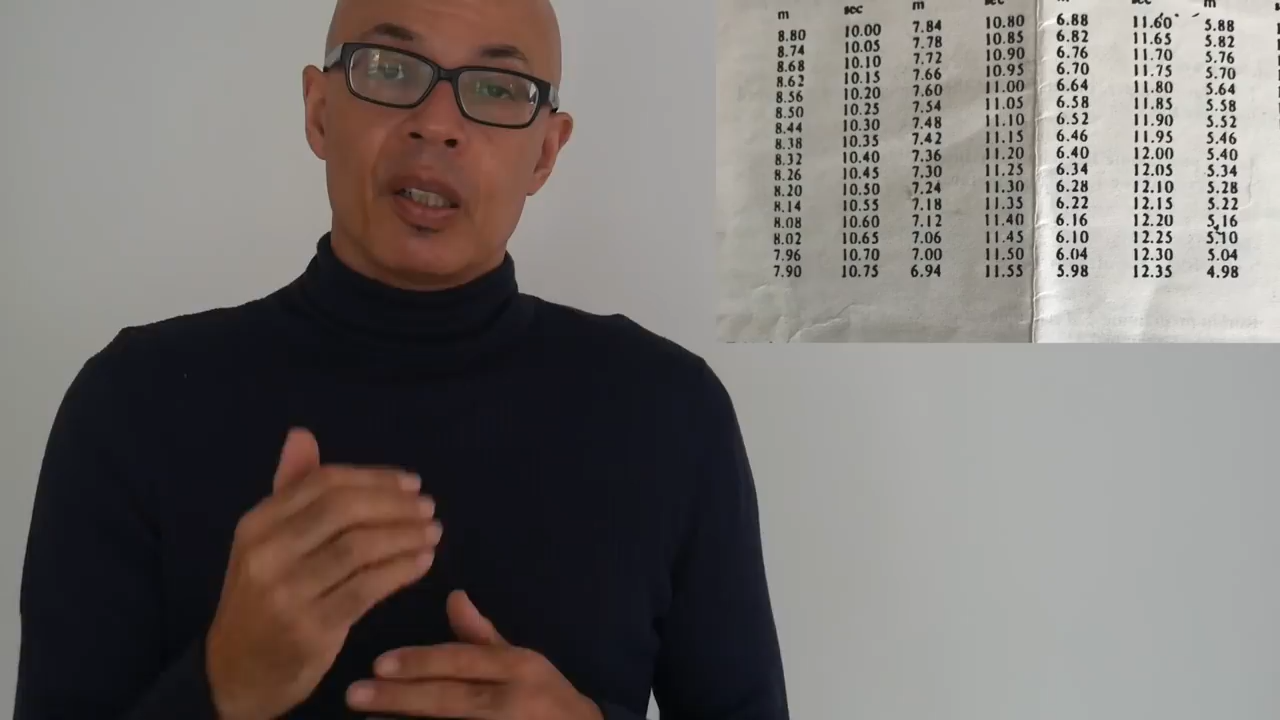 m sec m sec m sec m
8.80 10.00 7.84 10.80 6.88 11.60 5.88
8.74 10.05 7.78 10.85 6.82 11.65 5.82
8.68 10.10 7.72 10.90 6.76 11.70 5.76
8.62 10.15 7.66 10.95 6.70 11.75 5.70
8.56 10.20 7.60 11.00 6.64 11.80 5.64
8.50 10.25 7.54 11.05 6.58 11.85 5.58
8.44 10.30 7.48 11.10 6.52 11.90 5.52
8.38 10.35 7.42 11.15 6.46 11.95 5.46
8.32 10.40 7.36 11.20 6.40 12.00 5.40
8.26 10.45 7.30 11.25 6.34 12.05 5.34
8.20 10.50 7.24 11.30 6.28 12.10 5.28
8.14 10.55 7.18 11.35 6.22 12.15 5.22
8.08 10.60 7.12 11.40 6.16 12.20 5.16
8.02 10.65 7.06 11.45 6.10 12.25 5.10
7.96 10.70 7.00 11.50 6.04 12.30 5.04
7.90 10.75 6.94 11.55 5.98 12.35 4.98